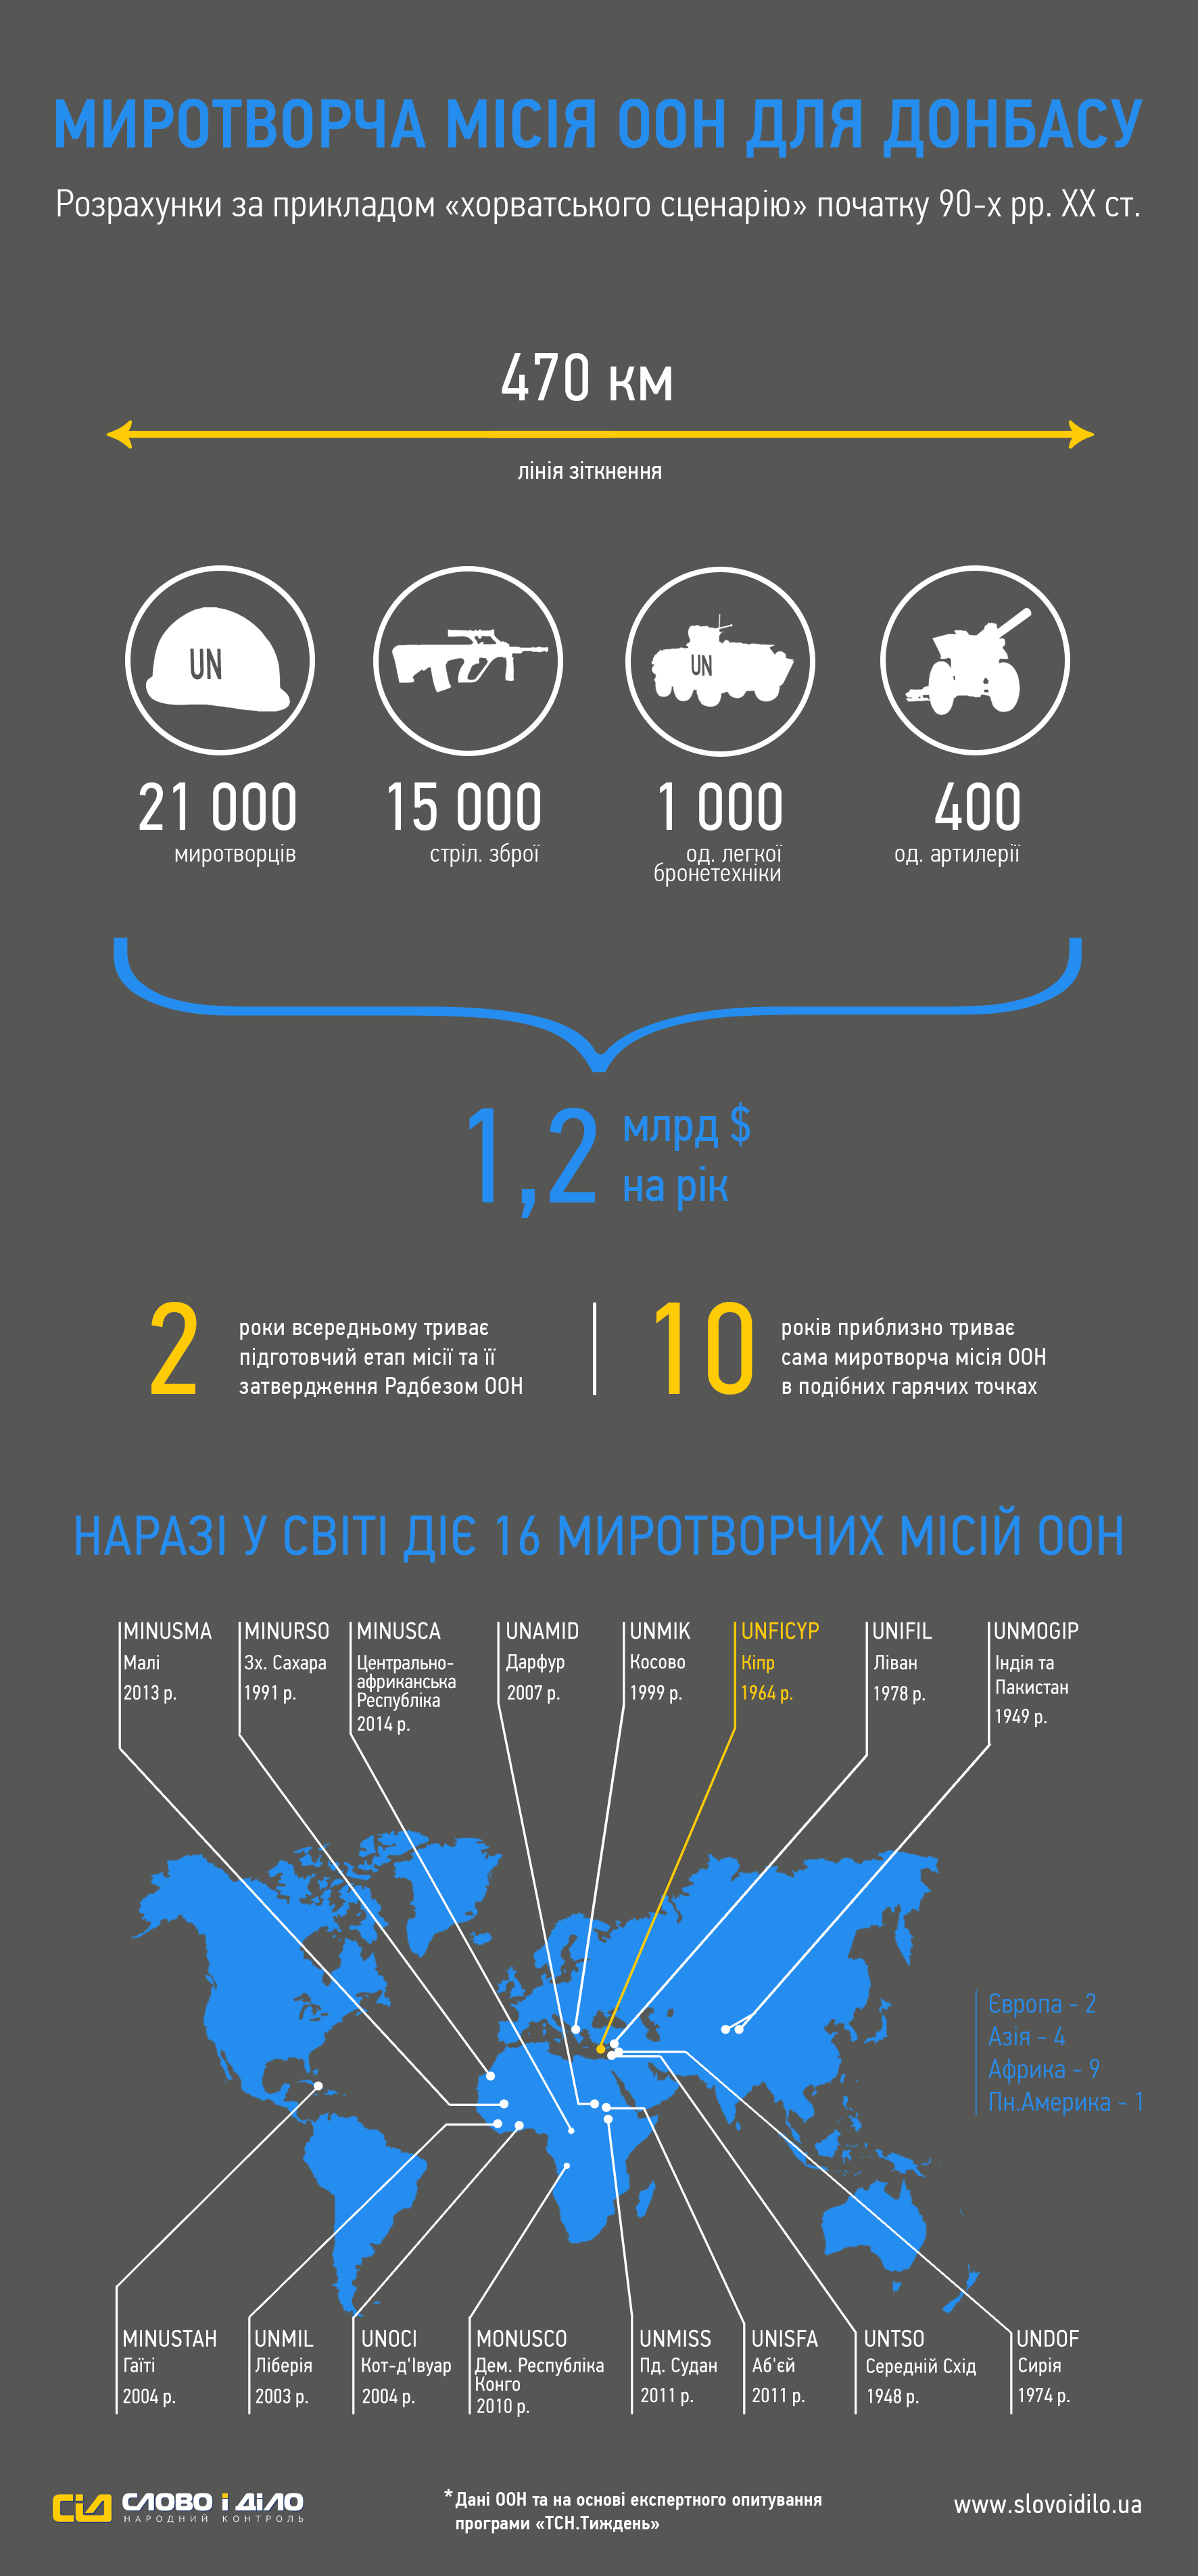 МИРОТВОРЧА МІСІЯ ООН ДЛЯ ДОНБАСУ
Розрахунки за прикладом «хорватського сценарію» початку 90-х рр. ХХ ст.
470 км
лінія зіткнення
UN
UN
21 000
миротворців
15 000
стріл. зброї
1 000
од. легкої
бронетехніки
400
од. артилерії
1,2 млрд $
на рік
2
роки всередньому триває
підготовчий етап місії та її
затвердження Радбезом ООН
10
років приблизно триває
сама миротворча місія ООН
в подібних гарячих точках
НАРАЗІ У СВІТІ ДІЄ 16 МИРОТВОРЧИХ МІСІЙ ООН
MINUSMA
Малі
2013 р.
MINURSO
Зх. Сахара
1991 р.
MINUSCA
Центрально-
африканська
Республіка
2014 р.
UNAMID
Дарфур
2007 р.
UNMIK
Косово
1999 р.
UNFICYP
Кіпр
1964 р.
UNIFIL
Ліван
1978 р.
UNMOGIP
Індія та
Пакистан
1949 р.
Європа - 2
Азія - 4
Африка - 9
Пн.Америка - 1
MINUSTAH
Гаїті
2004 р.
UNMIL
Ліберія
2003 р.
UNOCI
Кот-д'Івуар
2004 р.
MONUSCO
Дем. Республіка
Конго
2010 р.
UNMISS
Пд. Судан
2011 р.
UNISFA
Аб'єй
2011 р.
UNTSO
Середній Схід
1948 р.
UNDOF
Сирія
1974 р.
СІД СЛОВО і ДіЛО
НАРОДНИЙ КОНТРОЛЬ
* Дані ООН та на основі експертного опитування
програми «ТСН.Тиждень»
www.slovoidilo.ua